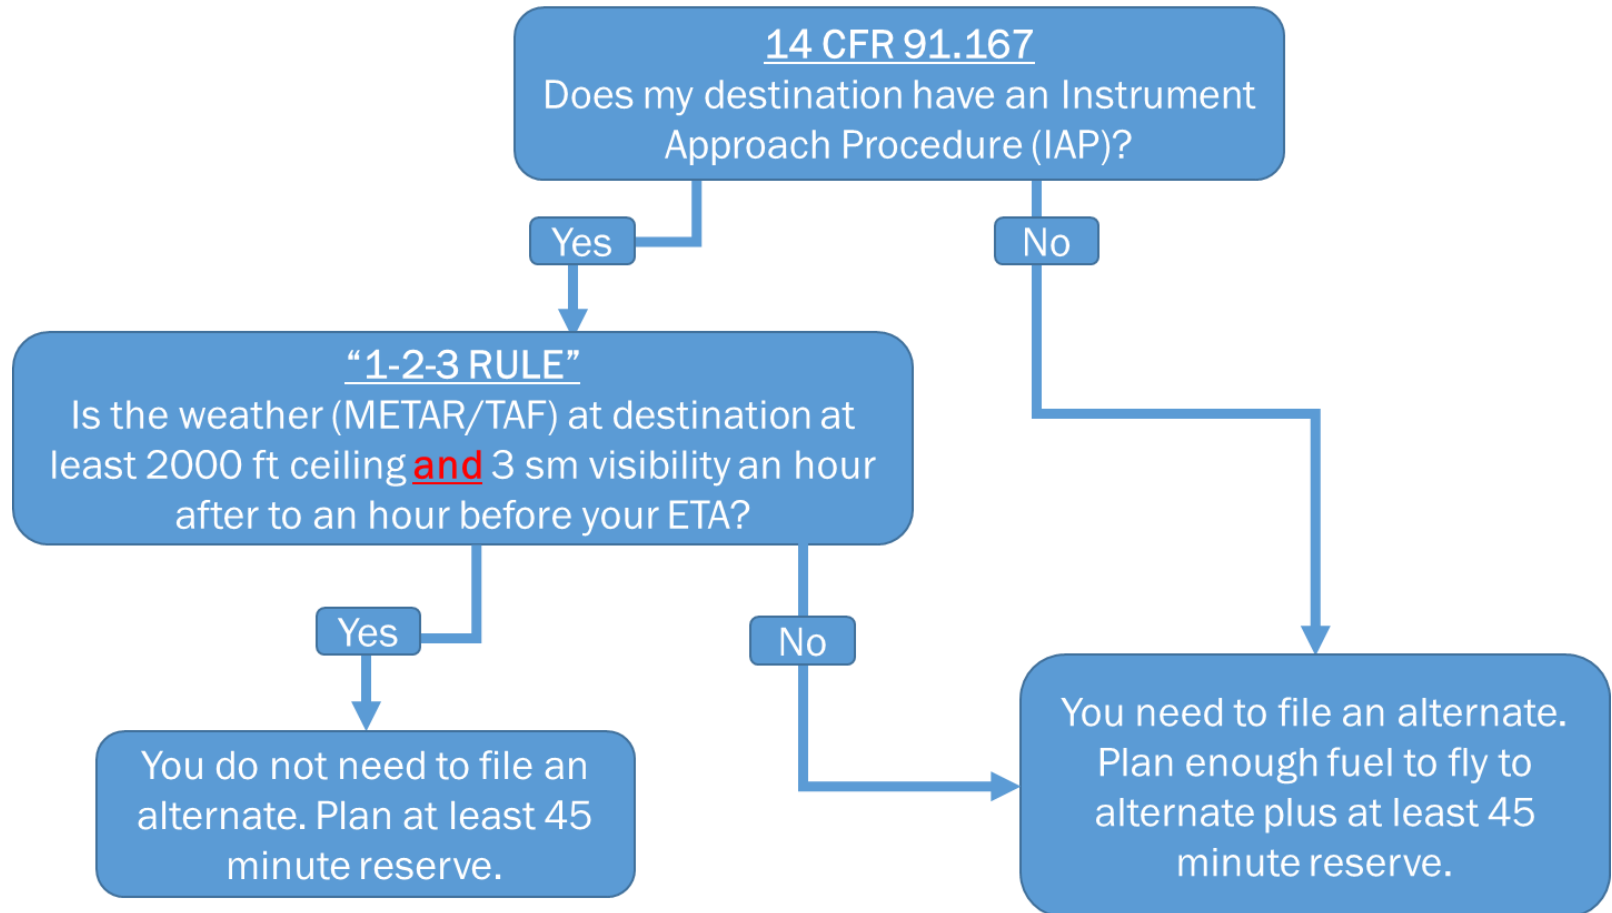 14 CFR 91.167
Does my destination have an Instrument
Approach Procedure (IAP)?
Yes
No
“1-2-3 RULE”
Is the weather (METAR/TAF) at destination at
least 2000 ft ceiling and 3 sm visibility an hour
after to an hour before your ETA?
Yes
No
You do not need to file an
alternate. Plan at least 45
minute reserve.
You need to file an alternate.
Plan enough fuel to fly to
alternate plus at least 45
minute reserve.